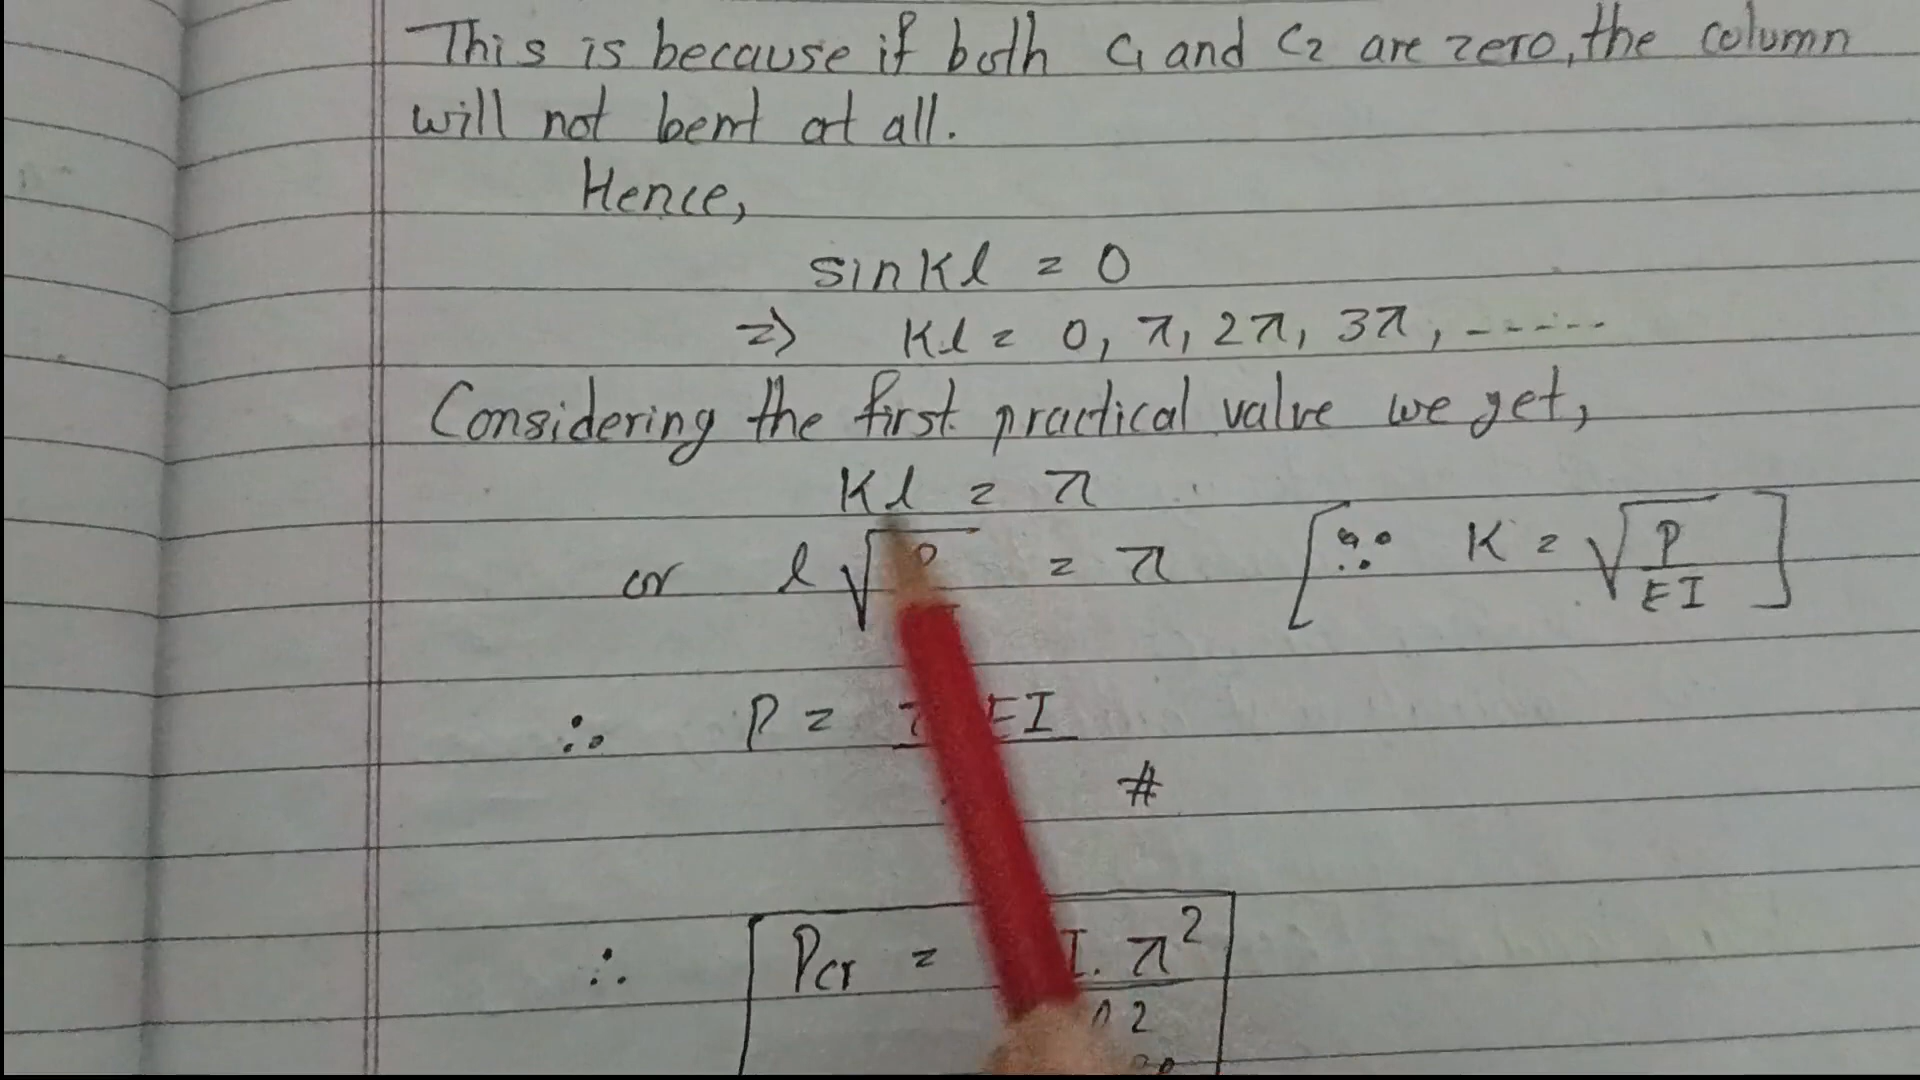 This is because if both C1 and C2 are zero, the column
will not bent at all.
Hence,
sin Kl = 0
=> Kl = 0, π, 2π, 3π, ------
Considering the first practical value we get,
Kl = π
or l√P = π [∵ K = √P/EI]
∴ P = EI
#
∴ Pcr = I. π²
2